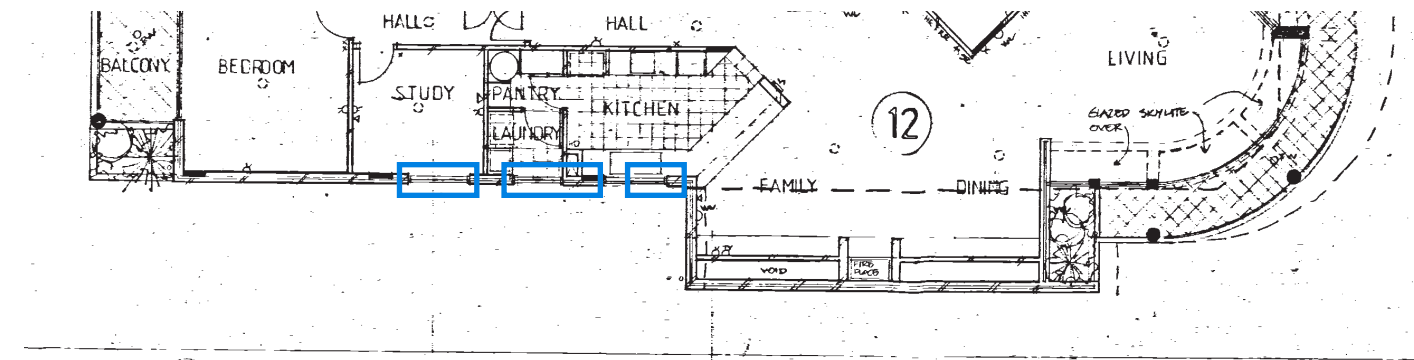 HALL
HALL
BALCONY
BEDROOM
STUDY
PANTRY
KITCHEN
LAUNDRY
LIVING
GLAZED SKYLITE
OVER
12
FAMILY
DINING
VOID
FIRE
PLACE